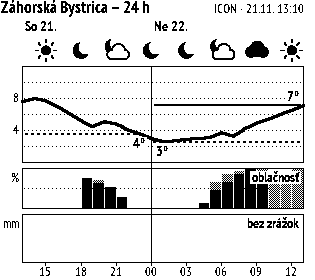 Záhorská Bystrica – 24 h
ICON · 21.11. 13:10
So 21.
Ne 22.
8
7°
4
4°
3°
%
oblačnosť
mm
bez zrážok
15 18 21 00 03 06 09 12